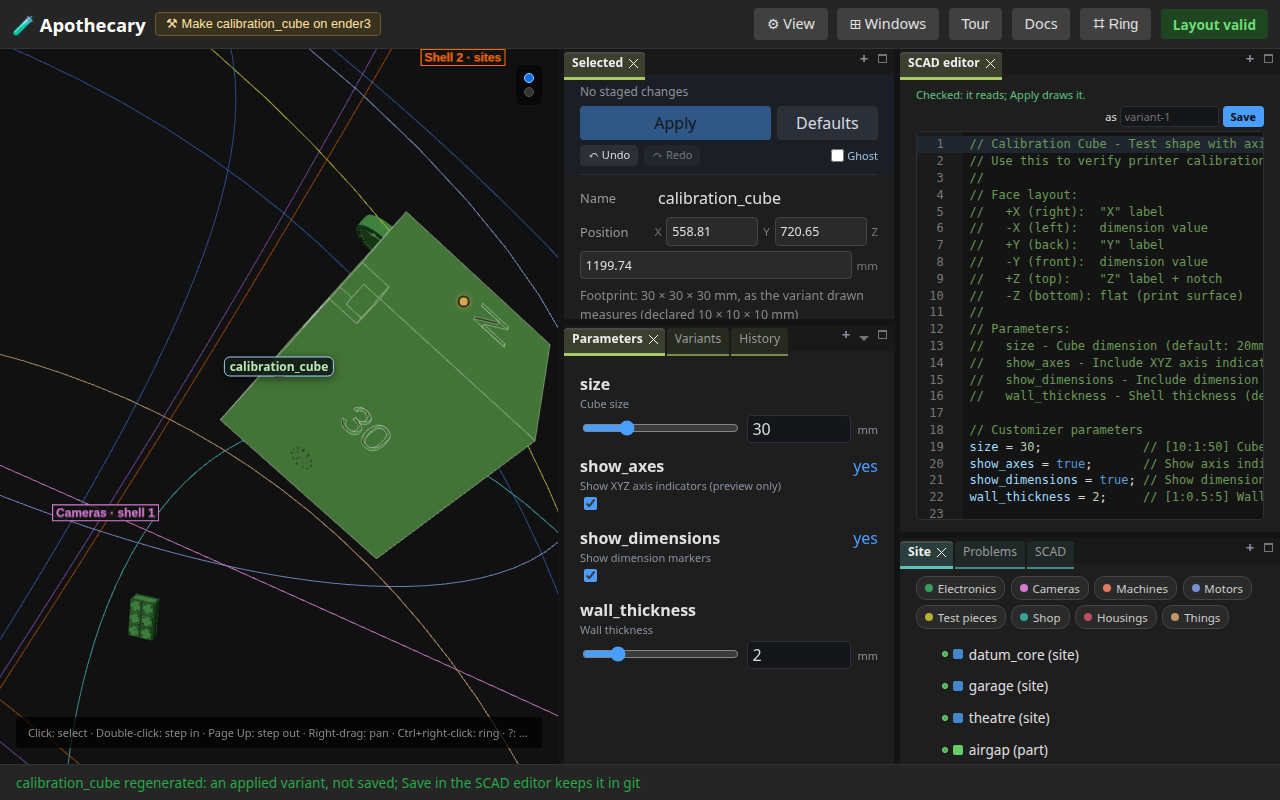 Apothecary
⚒ Make calibration_cube on ender3
⚙ View
⊞ Windows
Tour
Docs
⌗ Ring
Layout valid
Shell 2 · sites
calibration_cube
Z
30
Cameras · shell 1
Click: select · Double-click: step in · Page Up: step out · Right-drag: pan · Ctrl+right-click: ring · ?: ...
Selected
No staged changes
Apply
Defaults
↶ Undo
↷ Redo
Ghost
Name calibration_cube
Position X 558.81 Y 720.65 Z
1199.74 mm
Footprint: 30 × 30 × 30 mm, as the variant drawn
measures (declared 10 × 10 × 10 mm)
Parameters
Variants
History
size
Cube size
30 mm
show_axes yes
Show XYZ axis indicators (preview only)
show_dimensions yes
Show dimension markers
wall_thickness
Wall thickness
2 mm
SCAD editor
Checked: it reads; Apply draws it.
as variant-1 Save
1 // Calibration Cube - Test shape with axi
2 // Use this to verify printer calibration
3 //
4 // Face layout:
5 //   +X (right):  "X" label
6 //   -X (left):   dimension value
7 //   +Y (back):   "Y" label
8 //   -Y (front):  dimension value
9 //   +Z (top):    "Z" label + notch
10 //   -Z (bottom): flat (print surface)
11 //
12 // Parameters:
13 //   size - Cube dimension (default: 20mm
14 //   show_axes - Include XYZ axis indicat
15 //   show_dimensions - Include dimension
16 //   wall_thickness - Shell thickness (de
17
18 // Customizer parameters
19 size = 30;              // [10:1:50] Cube
20 show_axes = true;       // Show axis indi
21 show_dimensions = true; // Show dimension
22 wall_thickness = 2;     // [1:0.5:5] Wall
23
Site
Problems
SCAD
Electronics
Cameras
Machines
Motors
Test pieces
Shop
Housings
Things
datum_core (site)
garage (site)
theatre (site)
airgap (part)
calibration_cube regenerated: an applied variant, not saved; Save in the SCAD editor keeps it in git